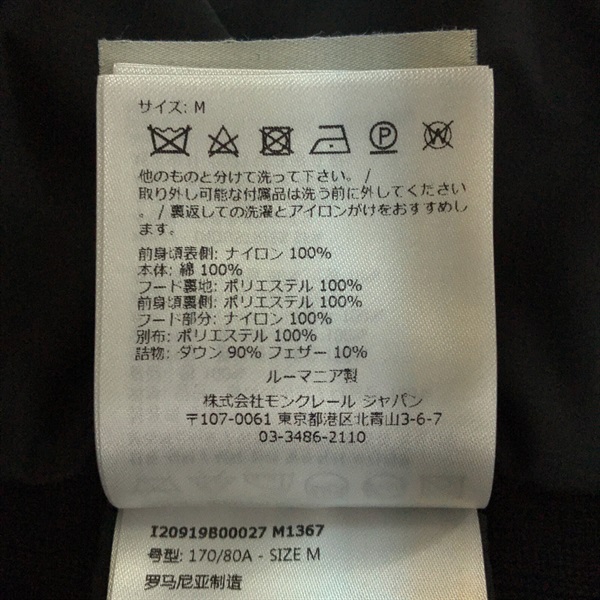 サイズ: M
他のものと分けて洗って下さい。 /
取り外し可能な付属品は洗う前に外してください
。 / 裏返しての洗濯とアイロンがけをおすすめし
ます。
前身頃表側: ナイロン 100%
本体: 綿 100%
フード裏地: ポリエステル 100%
前身頃裏側: ポリエステル 100%
フード部分: ナイロン 100%
別布: ポリエステル 100%
詰物: ダウン 90% フェザー 10%
ルーマニア製
株式会社モンクレール ジャパン
〒107-0061 東京都港区北青山3-6-7
03-3486-2110
I20919B00027 M1367
号型: 170/80A - SIZE M
罗马尼亚制造